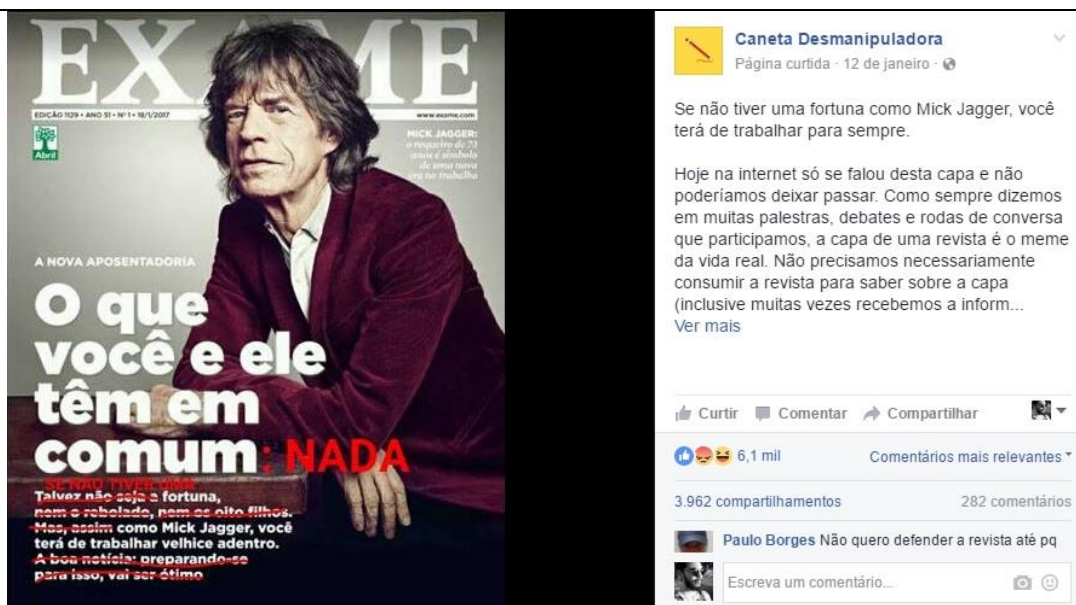 EXAME
EDIÇÃO 1129 • ANO 51 • Nº 1 • 18/1/2017
www.exame.com
Abril
MICK JAGGER:
o roqueiro de 73
anos é símbolo
de uma nova
era no trabalho
A NOVA APOSENTADORIA
O que
você e ele
têm em
comum: NADA
SE NÃO TIVER UMA
Talvez não seja a fortuna,
nem o rebolado, nem os oito filhos.
Mas, assim como Mick Jagger, você
terá de trabalhar velhice adentro.
A boa notícia: preparando-se
para isso, vai ser ótimo
Caneta Desmanipuladora
Página curtida · 12 de janeiro ·
Se não tiver uma fortuna como Mick Jagger, você
terá de trabalhar para sempre.
Hoje na internet só se falou desta capa e não
poderíamos deixar passar. Como sempre dizemos
em muitas palestras, debates e rodas de conversa
que participamos, a capa de uma revista é o meme
da vida real. Não precisamos necessariamente
consumir a revista para saber sobre a capa
(inclusive muitas vezes recebemos a inform...
Ver mais
Curtir Comentar Compartilhar
6,1 mil Comentários mais relevantes
3.962 compartilhamentos 282 comentários
Paulo Borges Não quero defender a revista até pq
Escreva um comentário...